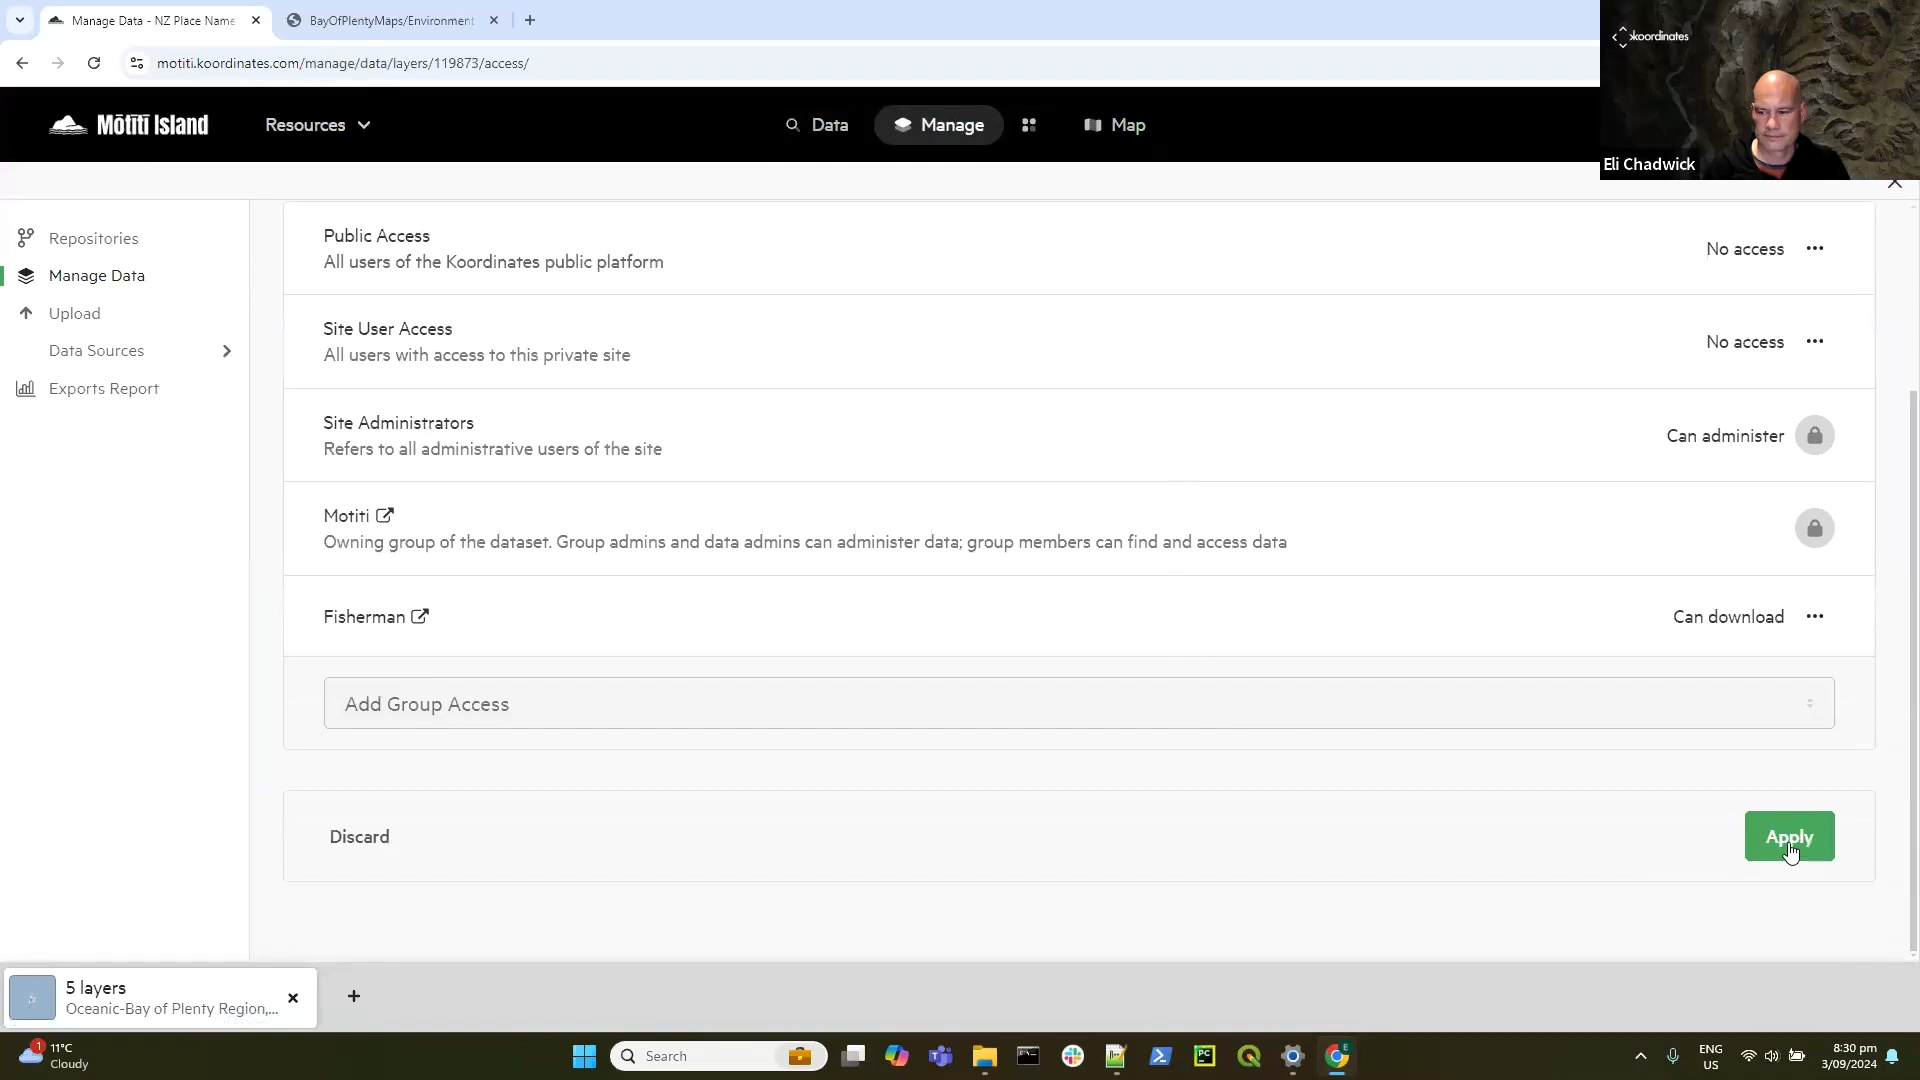 Manage Data - NZ Place Name
BayOfPlentyMaps/Environment
motiti.koordinates.com/manage/data/layers/119873/access/
koordinates
Eli Chadwick
Mōtītī Island
Resources
Data
Manage
Map
Repositories
Manage Data
Upload
Data Sources
Exports Report
Public Access
All users of the Koordinates public platform
No access
Site User Access
All users with access to this private site
No access
Site Administrators
Refers to all administrative users of the site
Can administer
Motiti
Owning group of the dataset. Group admins and data admins can administer data; group members can find and access data
Fisherman
Can download
Add Group Access
Discard
Apply
5 layers
Oceanic-Bay of Plenty Region,...
1
11°C
Cloudy
Search
PC
E
ENG
US
8:30 pm
3/09/2024